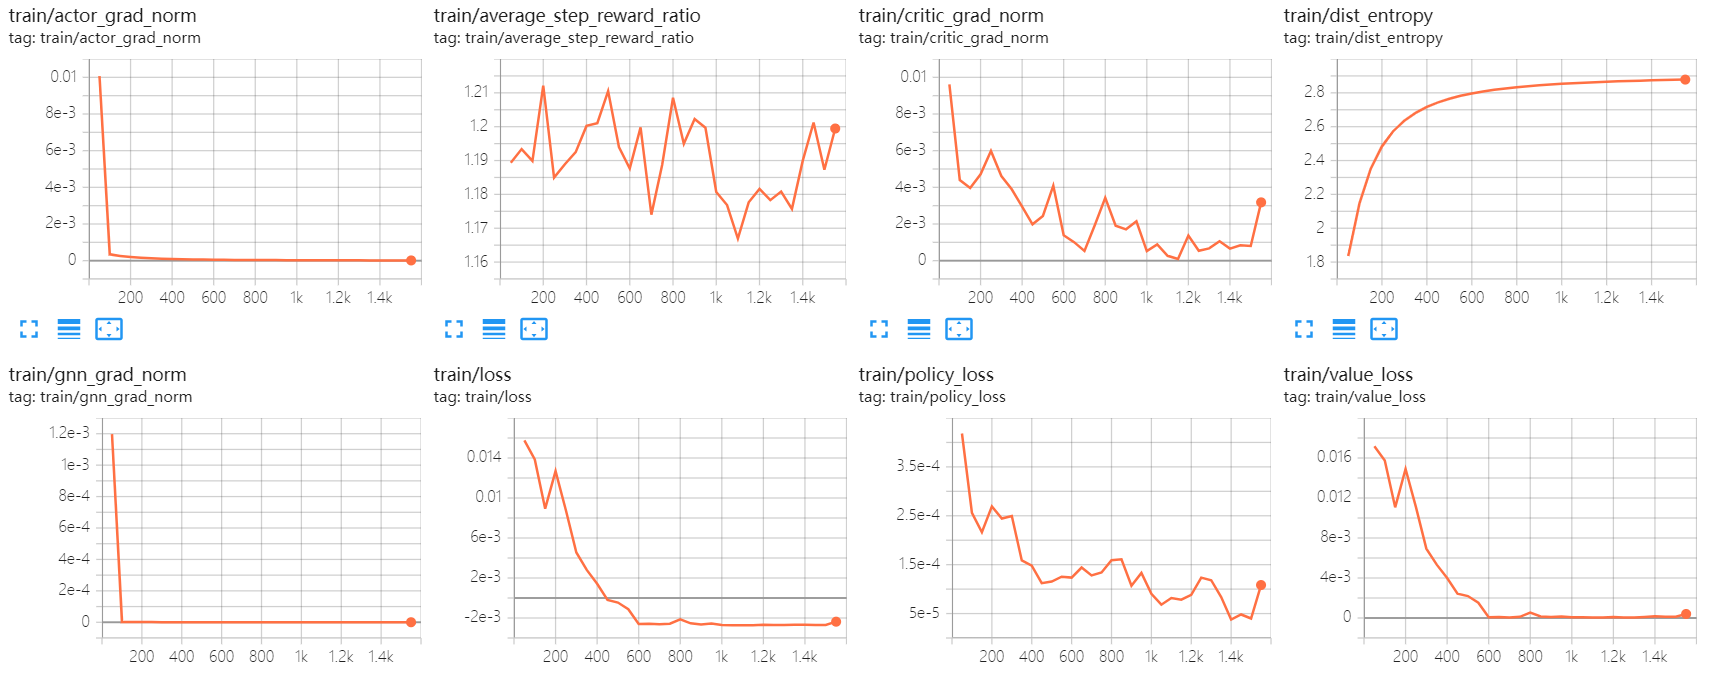 train/actor_grad_norm
tag: train/actor_grad_norm
0.01
8e-3
6e-3
4e-3
2e-3
0
200 400 600 800 1k 1.2k 1.4k
train/average_step_reward_ratio
tag: train/average_step_reward_ratio
1.21
1.2
1.19
1.18
1.17
1.16
200 400 600 800 1k 1.2k 1.4k
train/critic_grad_norm
tag: train/critic_grad_norm
0.01
8e-3
6e-3
4e-3
2e-3
0
200 400 600 800 1k 1.2k 1.4k
train/dist_entropy
tag: train/dist_entropy
2.8
2.6
2.4
2.2
2
1.8
200 400 600 800 1k 1.2k 1.4k
train/gnn_grad_norm
tag: train/gnn_grad_norm
1.2e-3
1e-3
8e-4
6e-4
4e-4
2e-4
0
200 400 600 800 1k 1.2k 1.4k
train/loss
tag: train/loss
0.014
0.01
6e-3
2e-3
-2e-3
200 400 600 800 1k 1.2k 1.4k
train/policy_loss
tag: train/policy_loss
3.5e-4
2.5e-4
1.5e-4
5e-5
200 400 600 800 1k 1.2k 1.4k
train/value_loss
tag: train/value_loss
0.016
0.012
8e-3
4e-3
0
200 400 600 800 1k 1.2k 1.4k